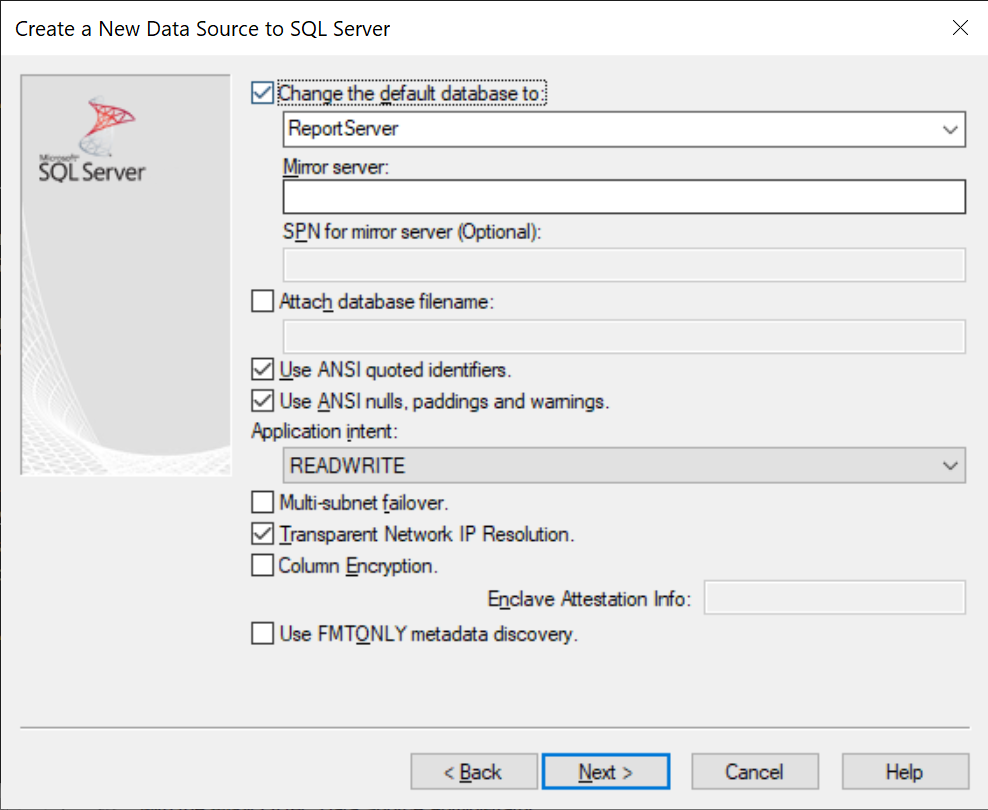 Create a New Data Source to SQL Server
Microsoft
SQL Server
Change the default database to:
ReportServer
Mirror server:
SPN for mirror server (Optional):
Attach database filename:
Use ANSI quoted identifiers.
Use ANSI nulls, paddings and warnings.
Application intent:
READWRITE
Multi-subnet failover.
Transparent Network IP Resolution.
Column Encryption.
Enclave Attestation Info:
Use FMTONLY metadata discovery.
< Back Next > Cancel Help